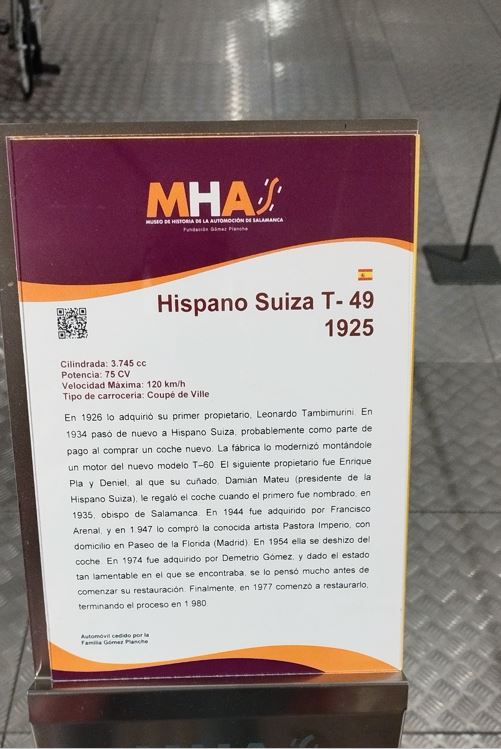 MHA
MUSEO DE HISTORIA DE LA AUTOMOCIÓN DE SALAMANCA
Fundación Gómez Planche
Hispano Suiza T- 49
1925
Cilindrada: 3.745 cc
Potencia: 75 CV
Velocidad Máxima: 120 km/h
Tipo de carroceria: Coupé de Ville
En 1926 lo adquirió su primer propietario, Leonardo Tambimurini. En
1934 pasó de nuevo a Hispano Suiza, probablemente como parte de
pago al comprar un coche nuevo. La fábrica lo modernizó montándole
un motor del nuevo modelo T–60. El siguiente propietario fue Enrique
Pla y Deniel, al que su cuñado, Damián Mateu (presidente de la
Hispano Suiza), le regaló el coche cuando el primero fue nombrado, en
1935, obispo de Salamanca. En 1944 fue adquirido por Francisco
Arenal, y en 1.947 lo compró la conocida artista Pastora Imperio, con
domicilio en Paseo de la Florida (Madrid). En 1954 ella se deshizo del
coche. En 1974 fue adquirido por Demetrio Gómez, y dado el estado
tan lamentable en el que se encontraba, se lo pensó mucho antes de
comenzar su restauración. Finalmente, en 1977 comenzó a restaurarlo,
terminando el proceso en 1.980
Automóvil cedido por la
Familia Gómez Planche